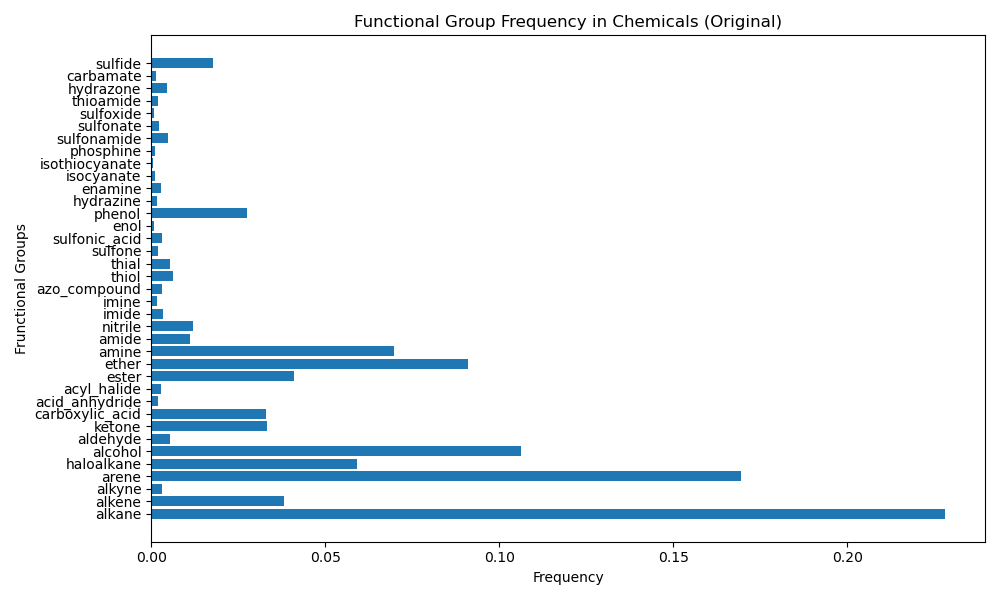 Functional Group Frequency in Chemicals (Original)
Frunctional Groups
sulfide
carbamate
hydrazone
thioamide
sulfoxide
sulfonate
sulfonamide
phosphine
isothiocyanate
isocyanate
enamine
hydrazine
phenol
enol
sulfonic_acid
sulfone
thial
thiol
azo_compound
imine
imide
nitrile
amide
amine
ether
ester
acyl_halide
acid_anhydride
carboxylic_acid
ketone
aldehyde
alcohol
haloalkane
arene
alkyne
alkene
alkane
0.00 0.05 0.10 0.15 0.20
Frequency